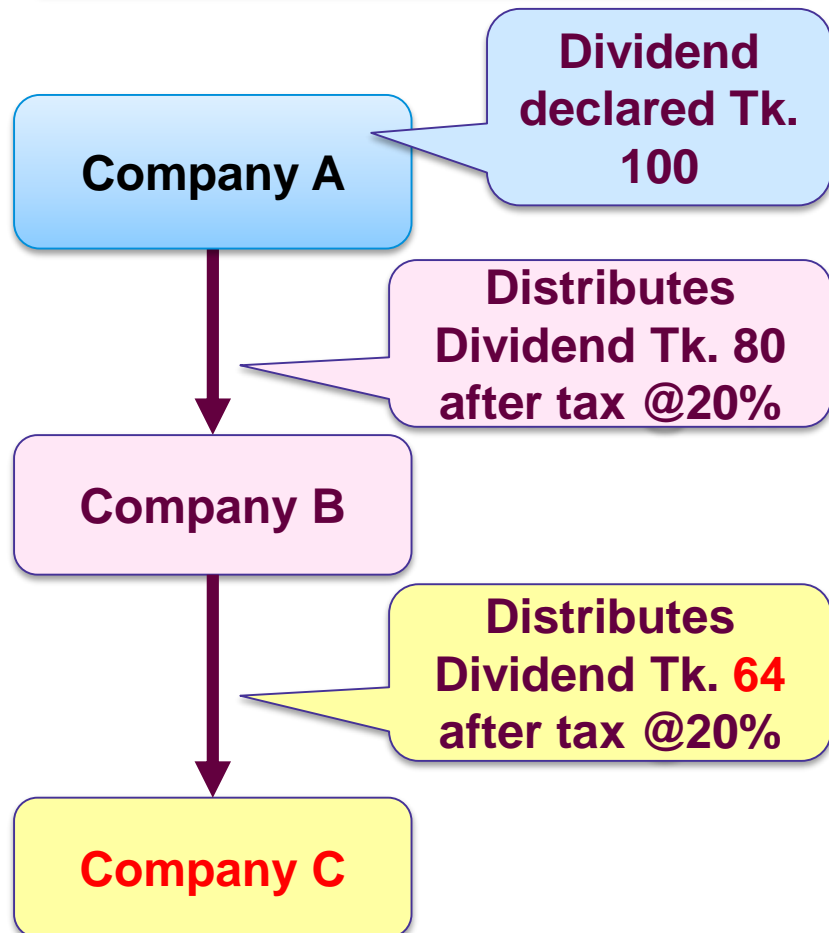 Dividend
declared Tk.
100
Company A
Distributes
Dividend Tk. 80
after tax @20%
Company B
Distributes
Dividend Tk. 64
after tax @20%
Company C